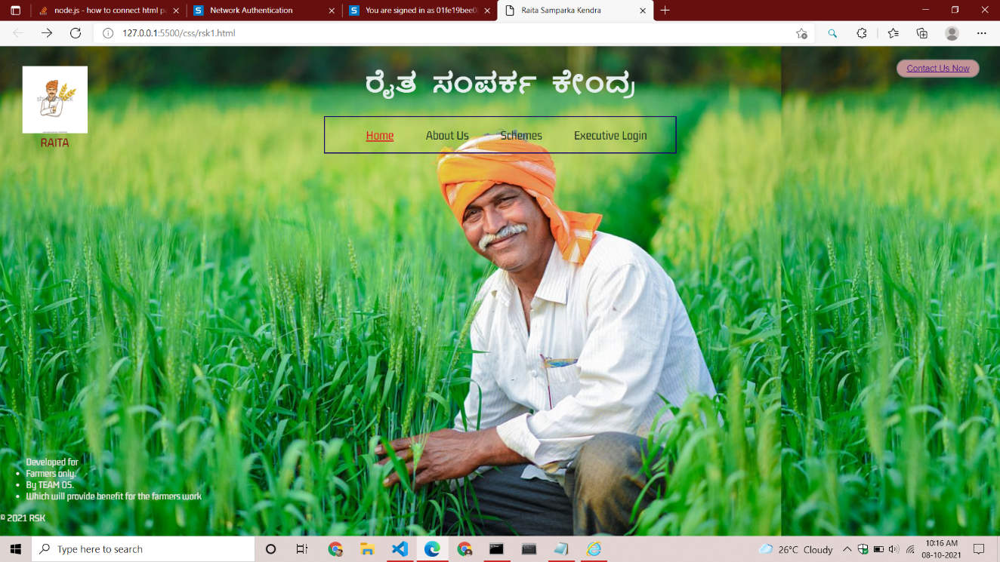 node.js - how to connect html pa
Network Authentication
You are signed in as 01fe19bee0
Raita Samparka Kendra
127.0.0.1:5500/css/rsk1.html
Contact Us Now
ರೈತ ಸಂಪರ್ಕ ಕೇಂದ್ರ
RAITA
Home About Us Schemes Executive Login
Developed for
• Farmers only.
• By TEAM 05.
• Which will provide benefit for the farmers work
© 2021 RSK
Type here to search
26°C Cloudy
10:16 AM
08-10-2021